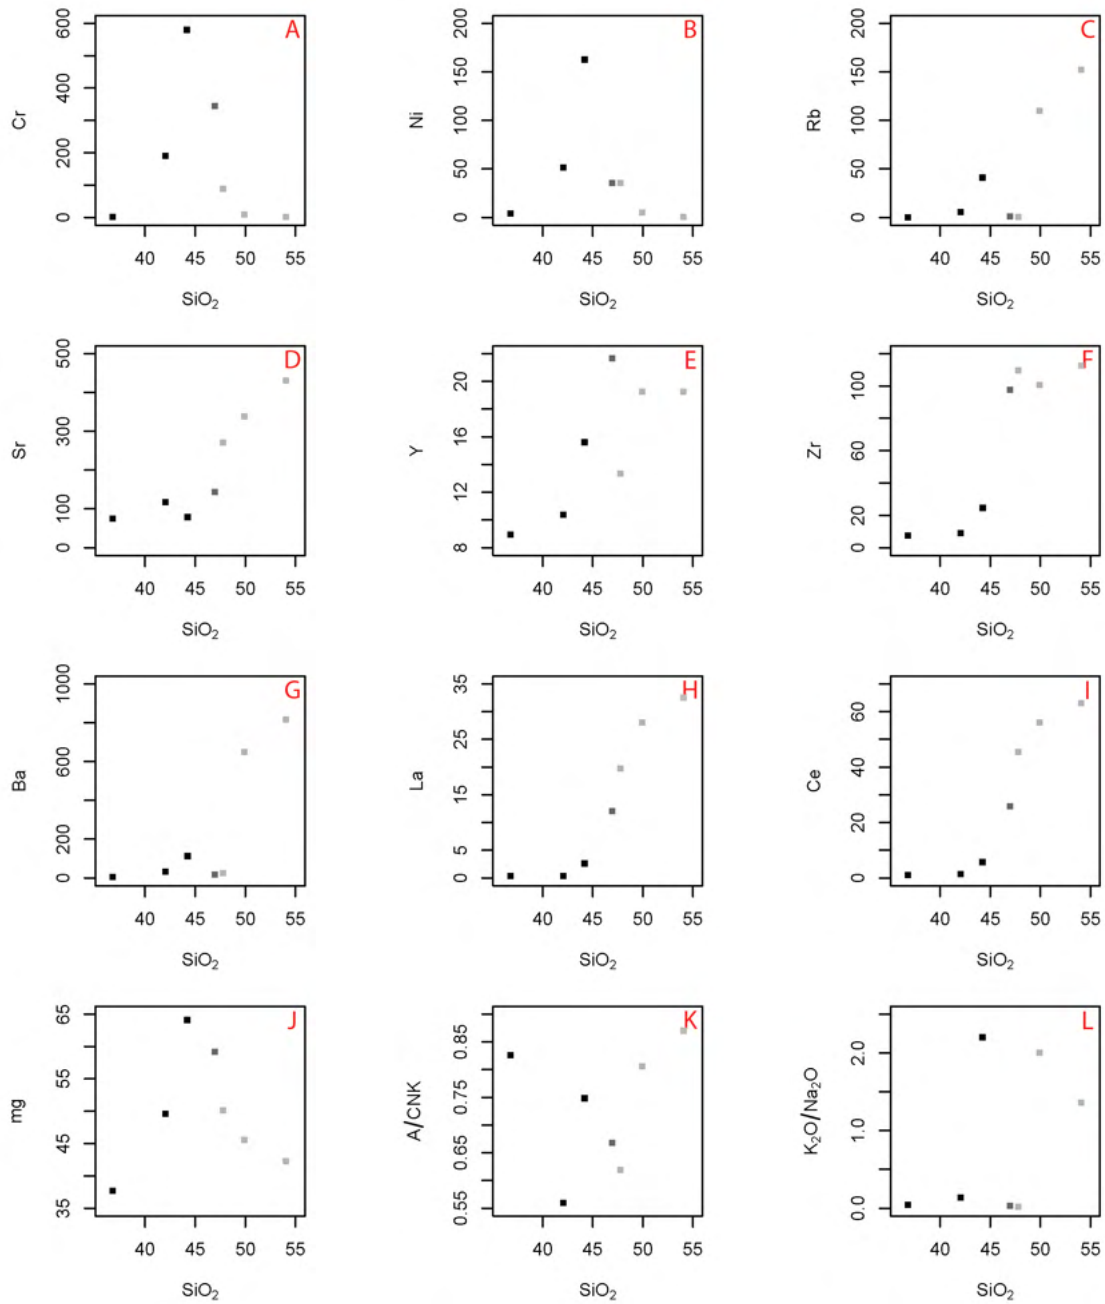 A
Cr
0 200 400 600
40 45 50 55
SiO₂
B
Ni
0 50 100 150 200
40 45 50 55
SiO₂
C
Rb
0 50 100 150 200
40 45 50 55
SiO₂
D
Sr
0 100 300 500
40 45 50 55
SiO₂
E
Y
8 12 16 20
40 45 50 55
SiO₂
F
Zr
0 20 60 100
40 45 50 55
SiO₂
G
Ba
0 200 600 1000
40 45 50 55
SiO₂
H
La
0 5 15 25 35
40 45 50 55
SiO₂
I
Ce
0 20 40 60
40 45 50 55
SiO₂
J
mg
35 45 55 65
40 45 50 55
SiO₂
K
A/CNK
0.55 0.65 0.75 0.85
40 45 50 55
SiO₂
L
K₂O/Na₂O
0.0 1.0 2.0
40 45 50 55
SiO₂